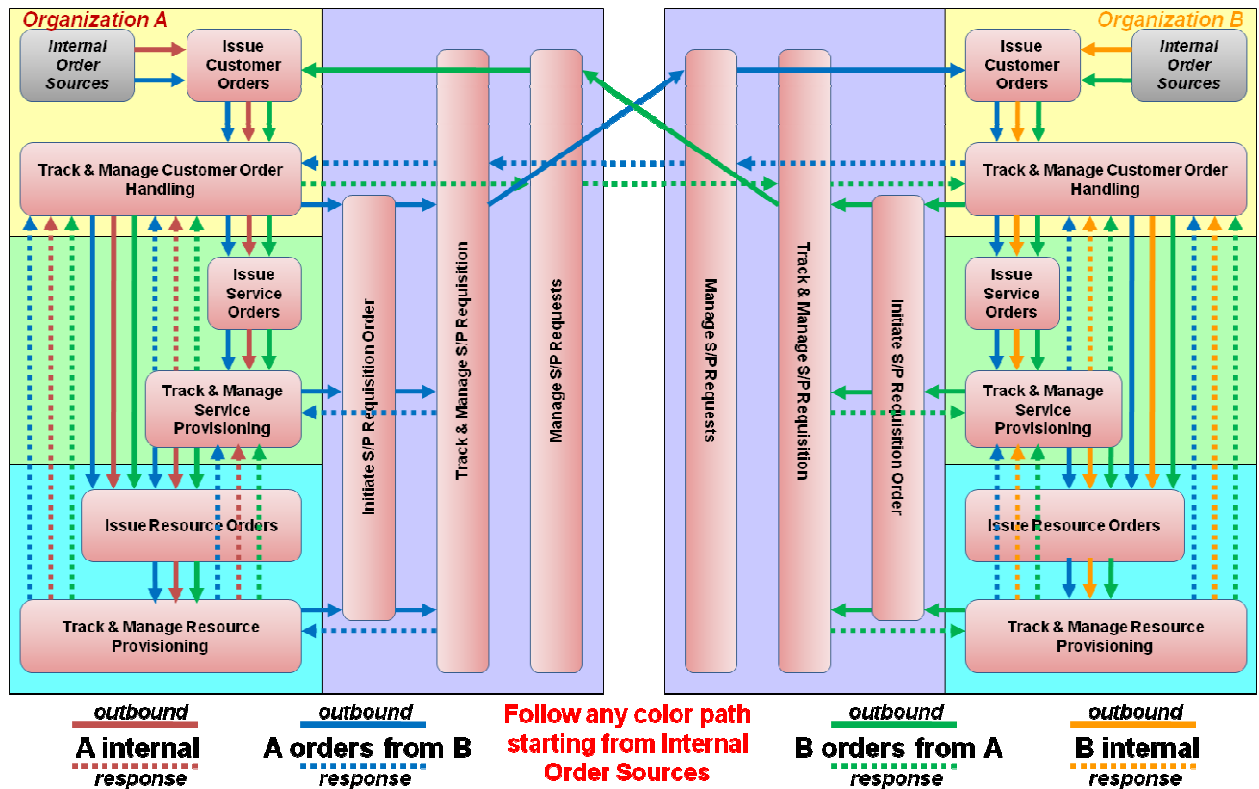 Organization A
Internal
Order
Sources
Issue
Customer
Orders
Track & Manage Customer Order
Handling
Issue
Service
Orders
Track & Manage
Service
Provisioning
Issue Resource Orders
Track & Manage Resource
Provisioning
Initiate S/P Requisition Order
Track & Manage S/P Requisition
Manage S/P Requests
Manage S/P Requests
Track & Manage S/P Requisition
Initiate S/P Requisition Order
Organization B
Issue
Customer
Orders
Internal
Order
Sources
Track & Manage Customer Order
Handling
Issue
Service
Orders
Track & Manage
Service
Provisioning
Issue Resource Orders
Track & Manage Resource
Provisioning
outbound
A internal
response
outbound
A orders from B
response
Follow any color path
starting from Internal
Order Sources
outbound
B orders from A
response
outbound
B internal
response